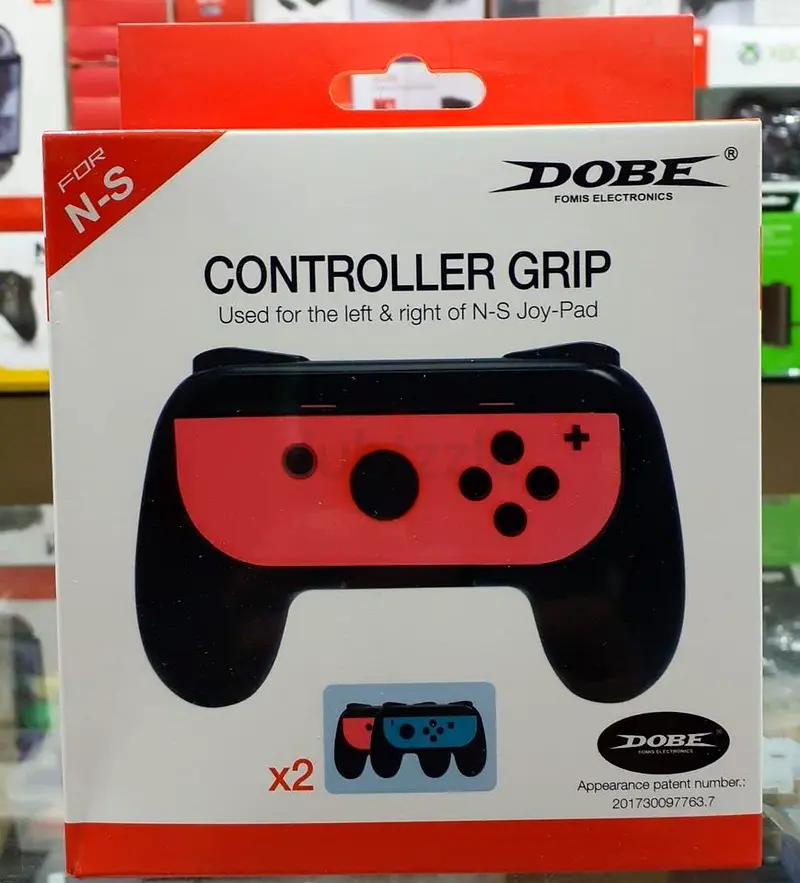 FOR
N-S
DOBE®
FOMIS ELECTRONICS
CONTROLLER GRIP
Used for the left & right of N-S Joy-Pad
x2
DOBE
FOMIS ELECTRONICS
Appearance patent number.:
201730097763.7